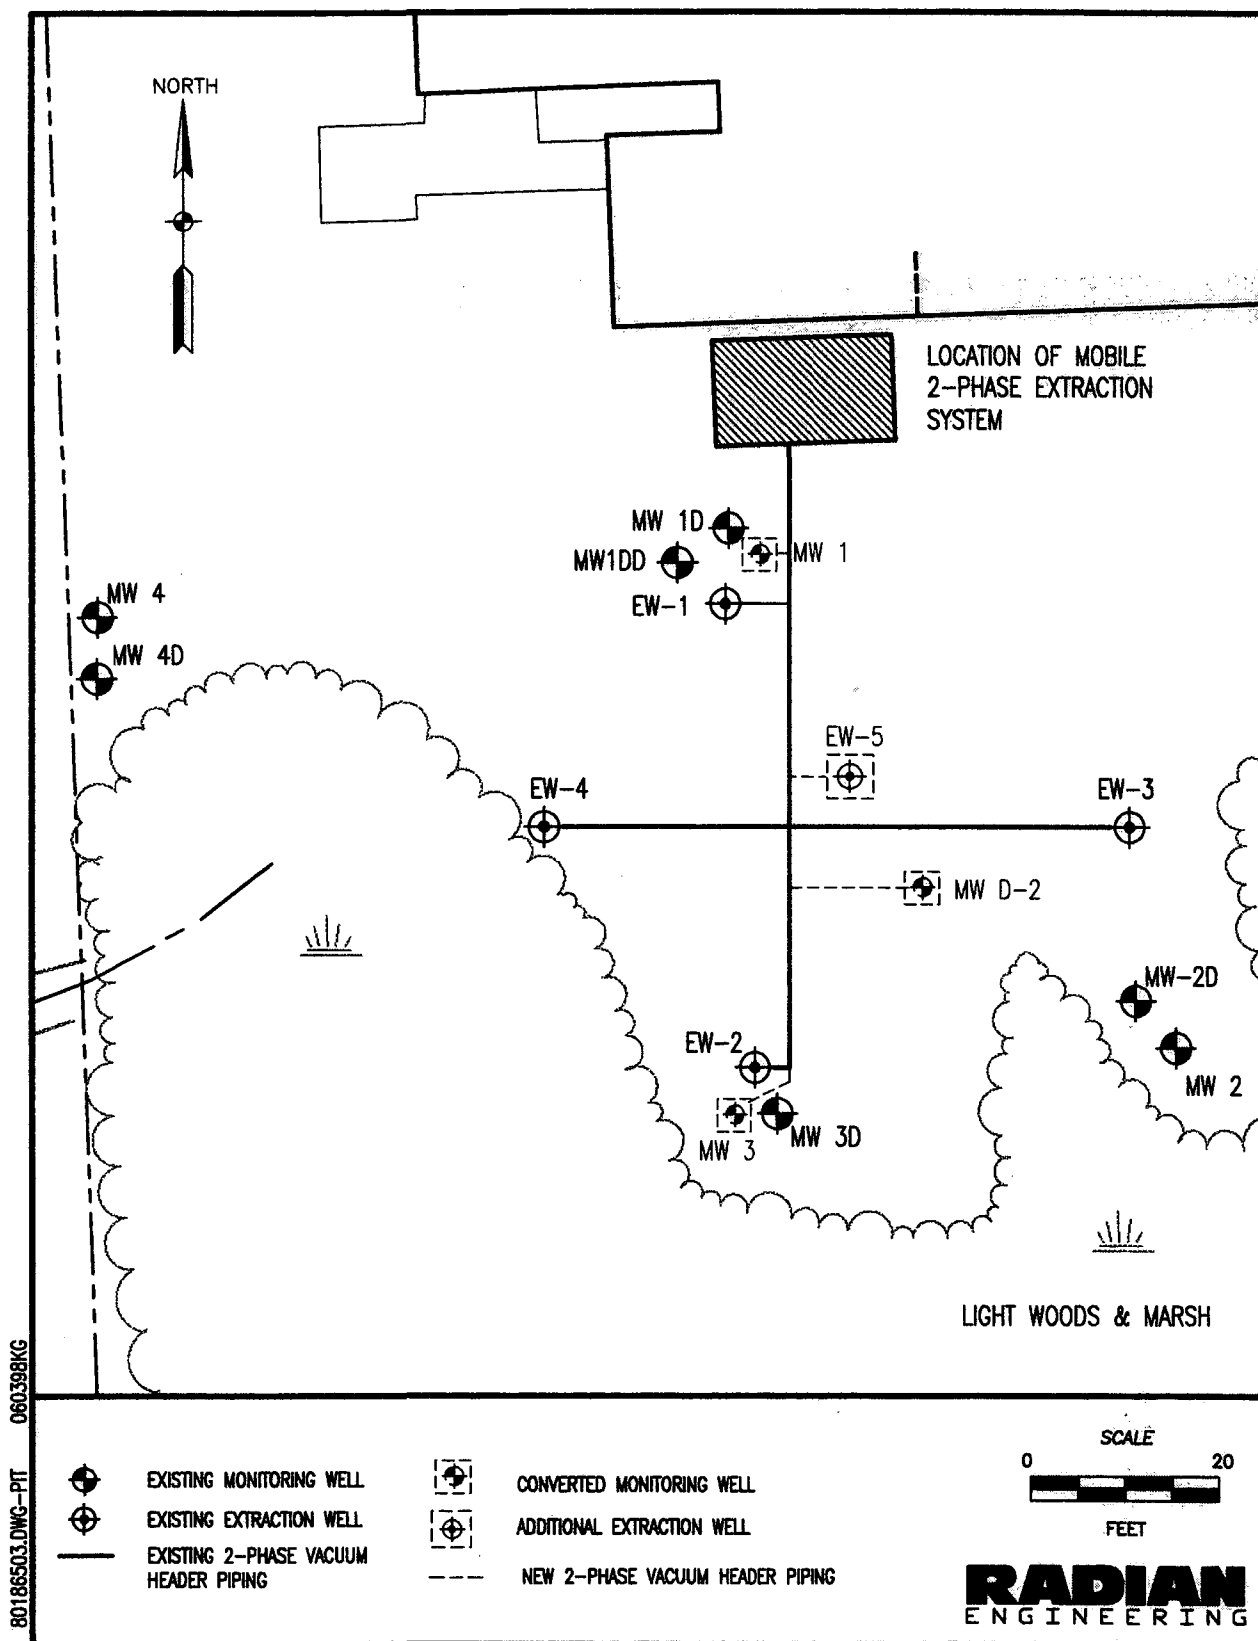 NORTH
LOCATION OF MOBILE
2-PHASE EXTRACTION
SYSTEM
MW 1D
MW1DD
MW 1
EW-1
MW 4
MW 4D
EW-5
EW-4
EW-3
MW D-2
MW-2D
EW-2
MW 2
MW 3D
MW 3
LIGHT WOODS & MARSH
80186503.DWG-PIT 060398KG
EXISTING MONITORING WELL
EXISTING EXTRACTION WELL
EXISTING 2-PHASE VACUUM
HEADER PIPING
CONVERTED MONITORING WELL
ADDITIONAL EXTRACTION WELL
NEW 2-PHASE VACUUM HEADER PIPING
SCALE
0 20
FEET
RADIAN
ENGINEERING